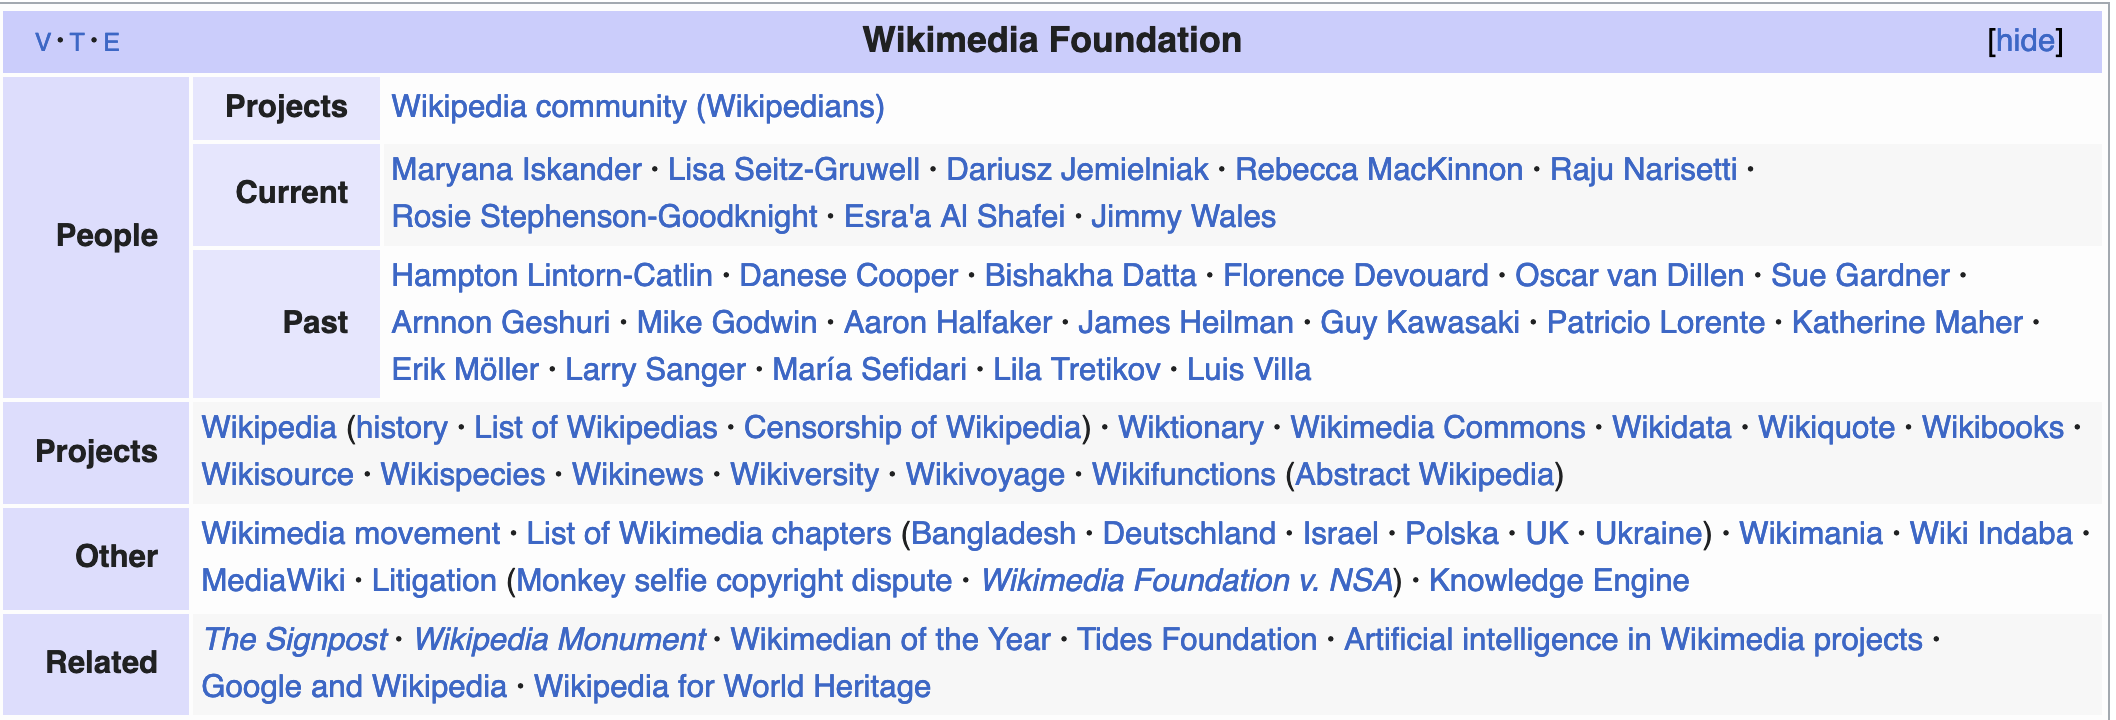 V · T · E Wikimedia Foundation [hide]
People
Projects Wikipedia community (Wikipedians)
Current Maryana Iskander · Lisa Seitz-Gruwell · Dariusz Jemielniak · Rebecca MacKinnon · Raju Narisetti ·
Rosie Stephenson-Goodknight · Esra'a Al Shafei · Jimmy Wales
Past Hampton Lintorn-Catlin · Danese Cooper · Bishakha Datta · Florence Devouard · Oscar van Dillen · Sue Gardner ·
Arnnon Geshuri · Mike Godwin · Aaron Halfaker · James Heilman · Guy Kawasaki · Patricio Lorente · Katherine Maher ·
Erik Möller · Larry Sanger · María Sefidari · Lila Tretikov · Luis Villa
Projects Wikipedia (history · List of Wikipedias · Censorship of Wikipedia) · Wiktionary · Wikimedia Commons · Wikidata · Wikiquote · Wikibooks ·
Wikisource · Wikispecies · Wikinews · Wikiversity · Wikivoyage · Wikifunctions (Abstract Wikipedia)
Other Wikimedia movement · List of Wikimedia chapters (Bangladesh · Deutschland · Israel · Polska · UK · Ukraine) · Wikimania · Wiki Indaba ·
MediaWiki · Litigation (Monkey selfie copyright dispute · Wikimedia Foundation v. NSA) · Knowledge Engine
Related The Signpost · Wikipedia Monument · Wikimedian of the Year · Tides Foundation · Artificial intelligence in Wikimedia projects ·
Google and Wikipedia · Wikipedia for World Heritage